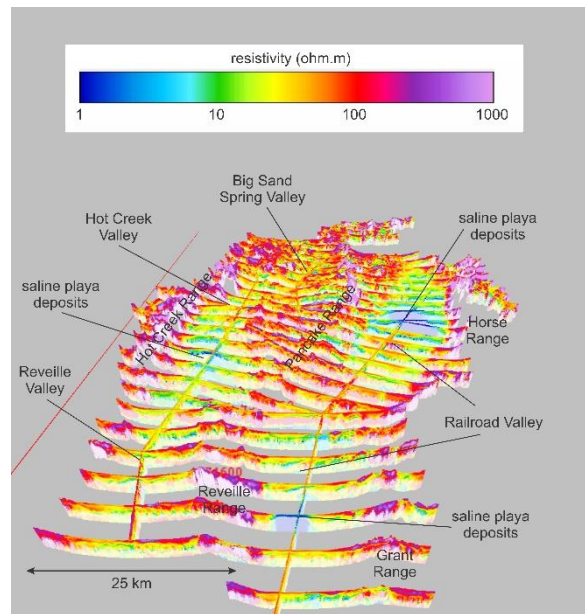 resistivity (ohm.m)
1
10
100
1000
Big Sand
Spring Valley
Hot Creek
Valley
saline playa
deposits
saline playa
deposits
Hot Creek Range
Pancake Range
Horse
Range
Reveille
Valley
Railroad Valley
Reveille
Range
saline playa
deposits
Grant
Range
25 km